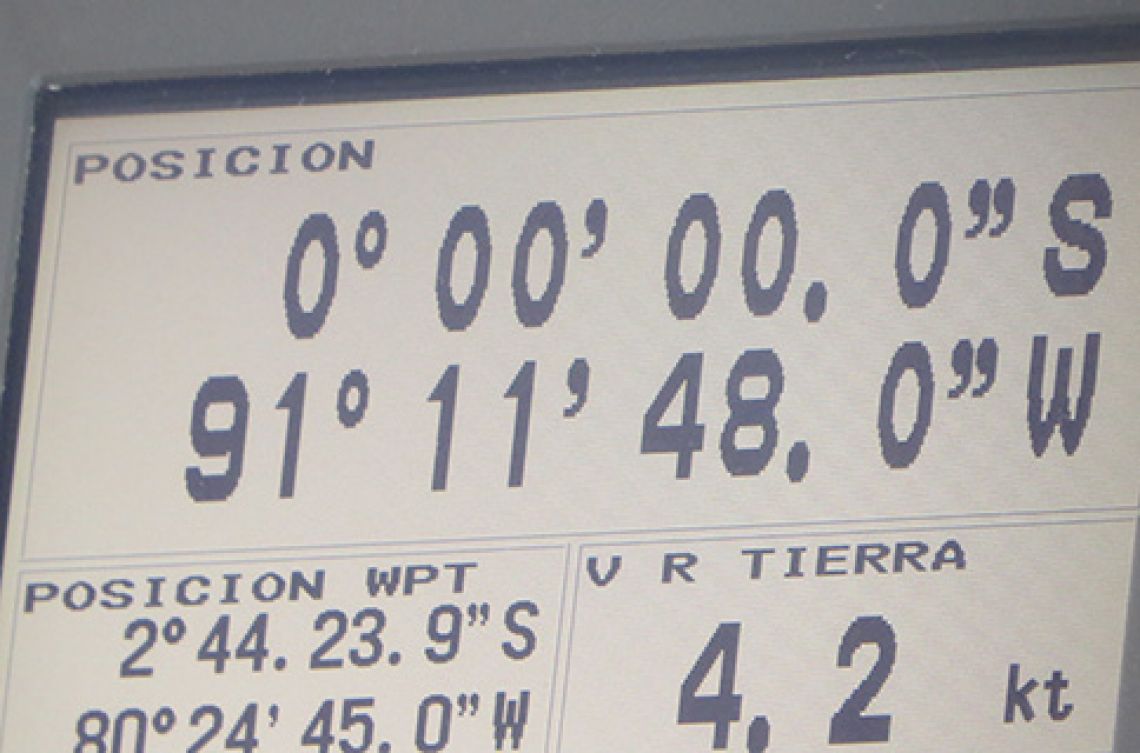 POSICION
0° 00’ 00. 0” S
91° 11’ 48. 0” W
POSICION WPT
2° 44. 23. 9” S
80° 24’ 45. 0” W
V R TIERRA
4. 2 kt